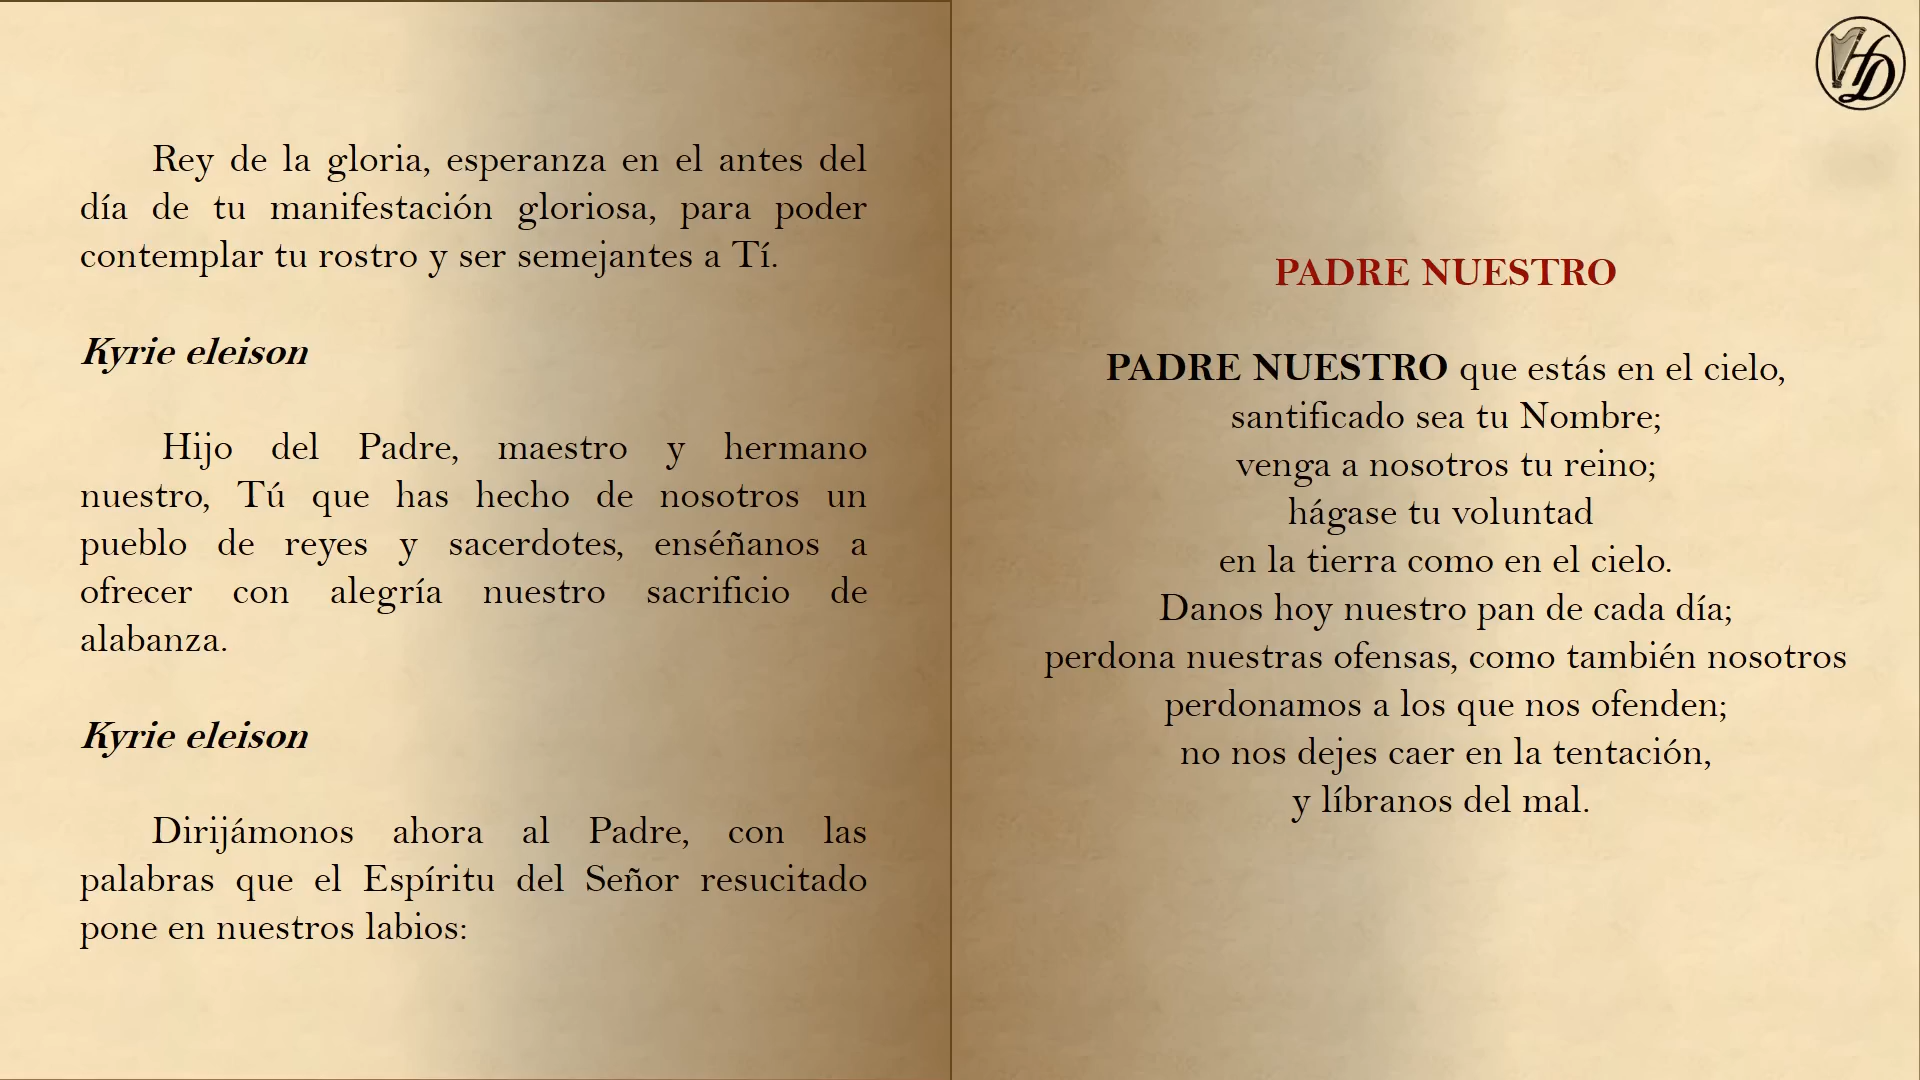 Rey de la gloria, esperanza en el antes del
día de tu manifestación gloriosa, para poder
contemplar tu rostro y ser semejantes a Tí.
Kyrie eleison
Hijo del Padre, maestro y hermano
nuestro, Tú que has hecho de nosotros un
pueblo de reyes y sacerdotes, enséñanos a
ofrecer con alegría nuestro sacrificio de
alabanza.
Kyrie eleison
Dirijámonos ahora al Padre, con las
palabras que el Espíritu del Señor resucitado
pone en nuestros labios:
HD
PADRE NUESTRO
PADRE NUESTRO que estás en el cielo,
santificado sea tu Nombre;
venga a nosotros tu reino;
hágase tu voluntad
en la tierra como en el cielo.
Danos hoy nuestro pan de cada día;
perdona nuestras ofensas, como también nosotros
perdonamos a los que nos ofenden;
no nos dejes caer en la tentación,
y líbranos del mal.